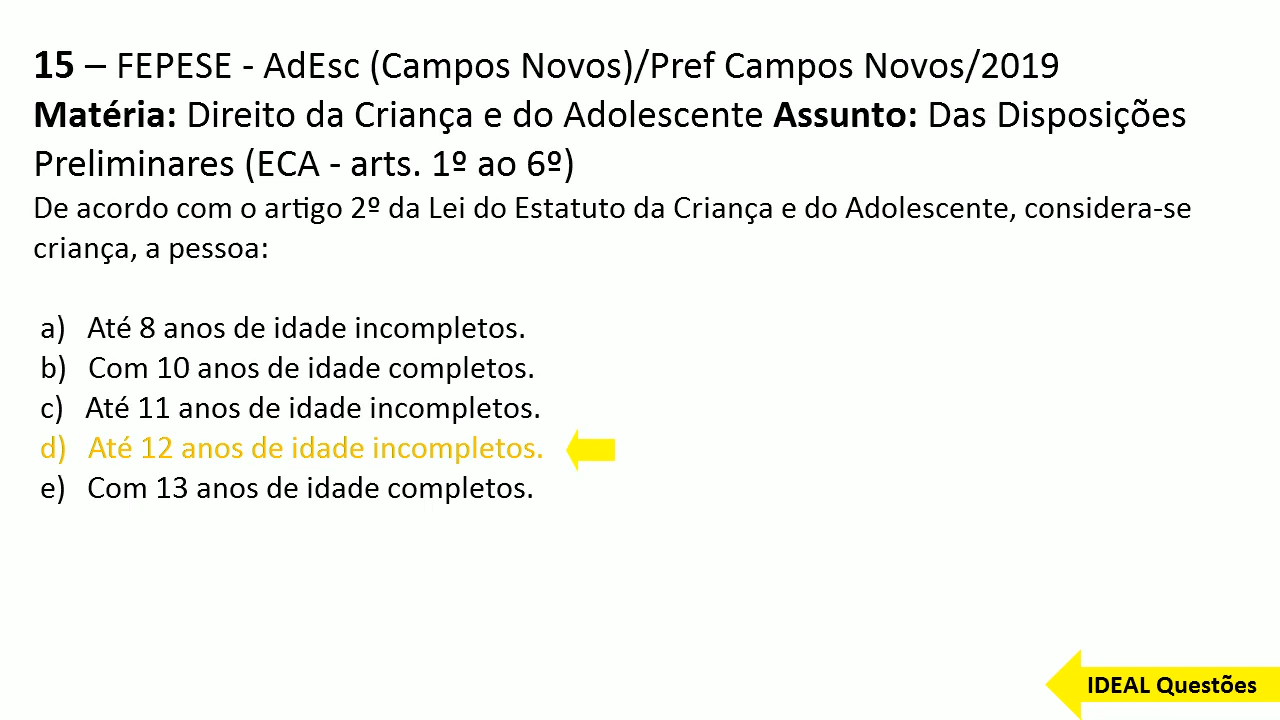 15 – FEPESE - AdEsc (Campos Novos)/Pref Campos Novos/2019
Matéria: Direito da Criança e do Adolescente Assunto: Das Disposições
Preliminares (ECA - arts. 1º ao 6º)
De acordo com o artigo 2º da Lei do Estatuto da Criança e do Adolescente, considera-se
criança, a pessoa:
a) Até 8 anos de idade incompletos.
b) Com 10 anos de idade completos.
c) Até 11 anos de idade incompletos.
d) Até 12 anos de idade incompletos.
e) Com 13 anos de idade completos.
IDEAL Questões